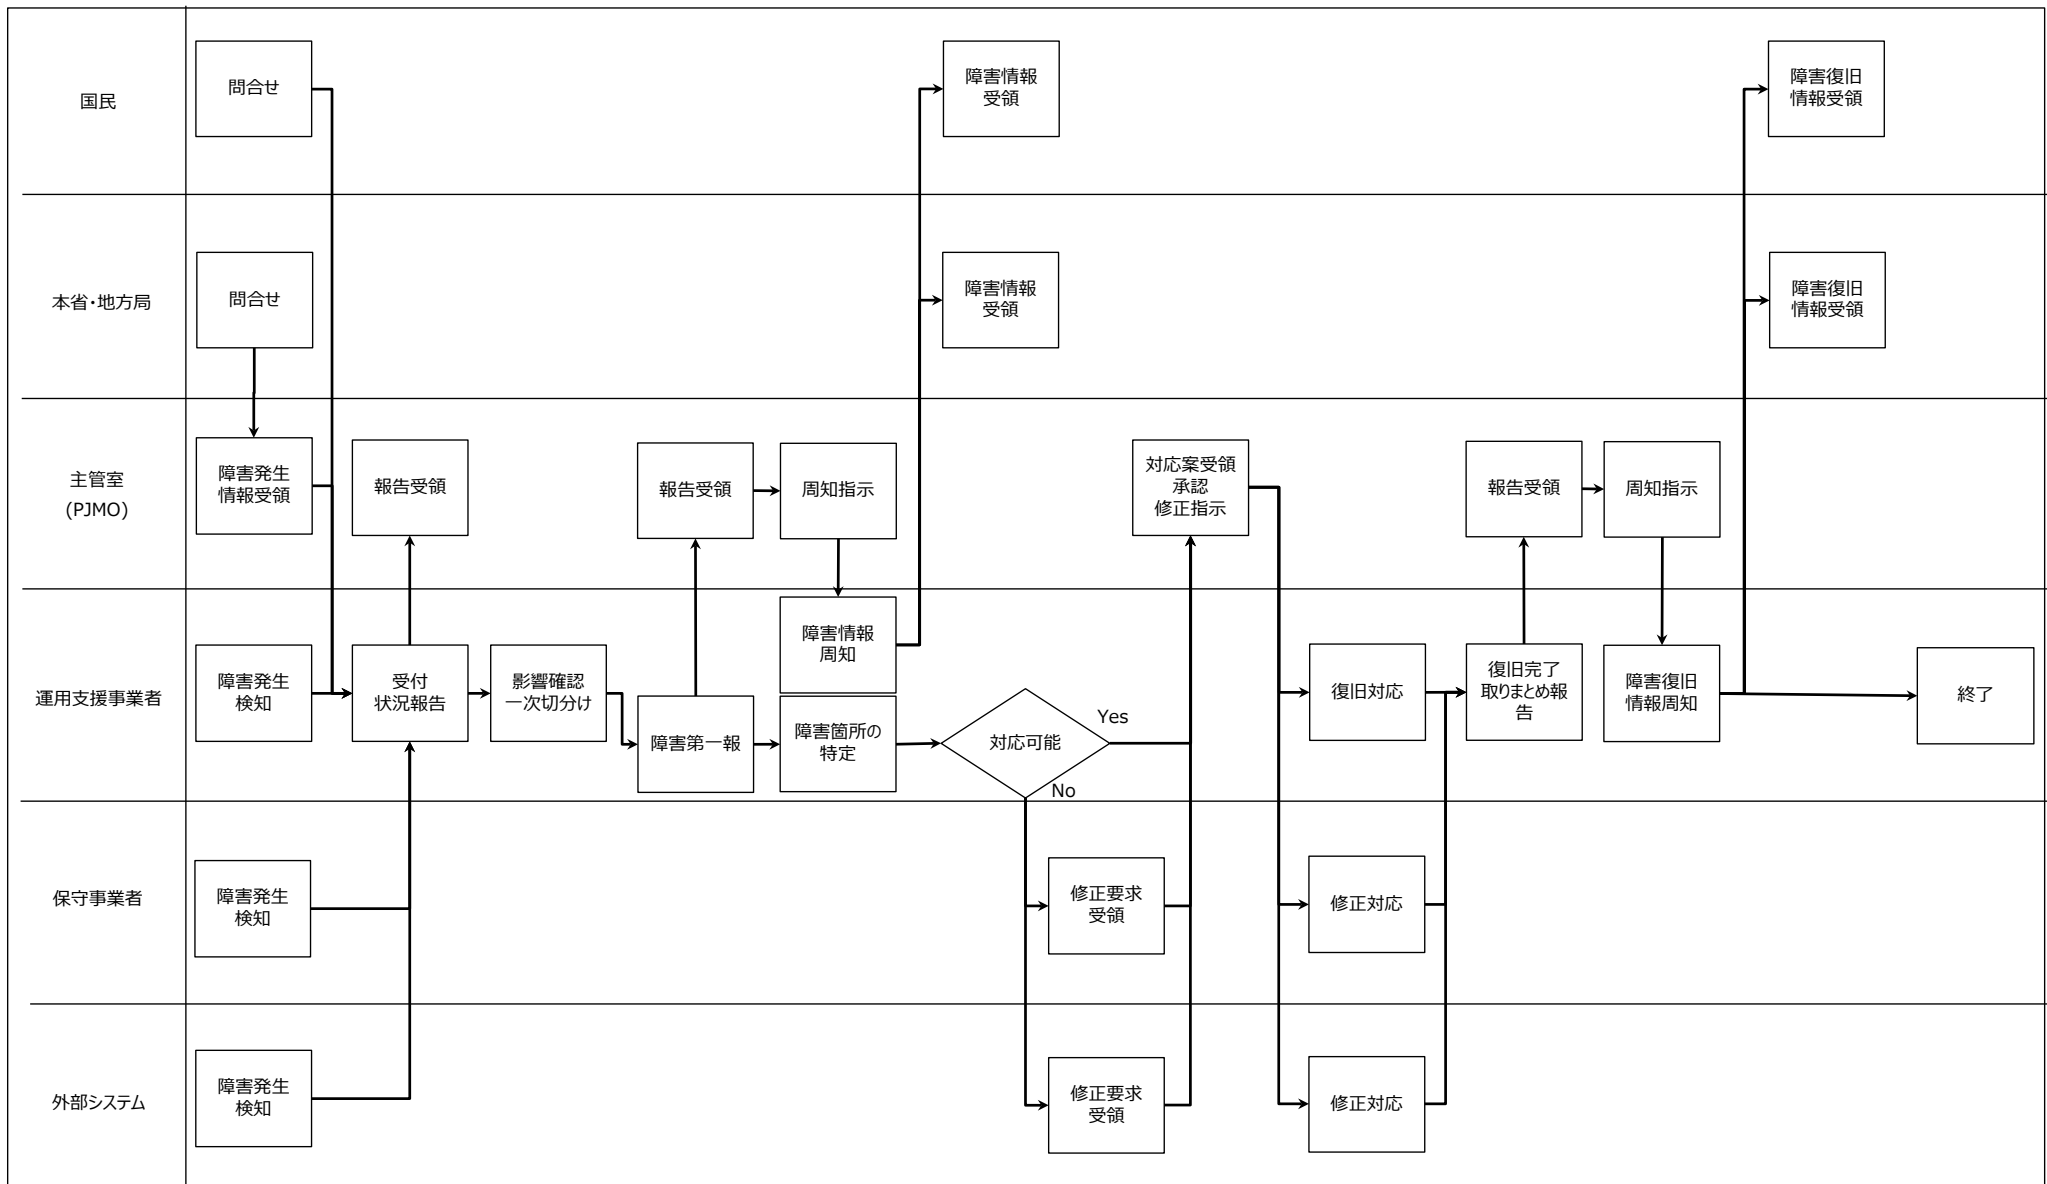 国民
問合せ
障害情報
受領
障害復旧
情報受領
本省・地方局
問合せ
障害情報
受領
障害復旧
情報受領
主管室
(PJMO)
障害発生
情報受領
報告受領
報告受領
周知指示
対応案受領
承認
修正指示
報告受領
周知指示
運用支援事業者
障害発生
検知
受付
状況報告
影響確認
一次切分け
障害第一報
障害情報
周知
障害箇所の
特定
対応可能
Yes
No
復旧対応
復旧完了
取りまとめ報
告
障害復旧
情報周知
終了
保守事業者
障害発生
検知
修正要求
受領
修正対応
外部システム
障害発生
検知
修正要求
受領
修正対応